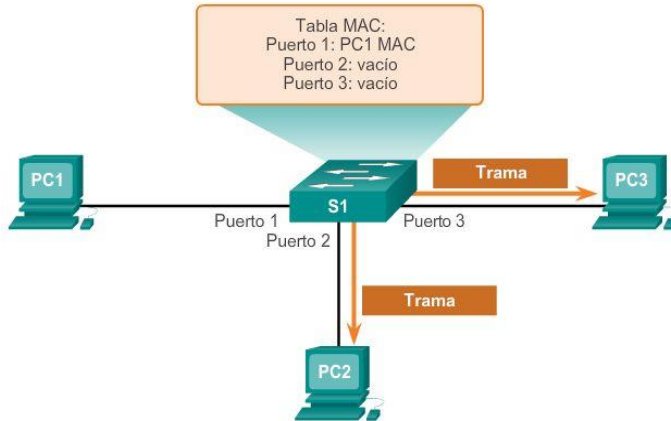 Tabla MAC:
Puerto 1: PC1 MAC
Puerto 2: vacío
Puerto 3: vacío
PC1
Trama
PC3
S1
Puerto 1
Puerto 3
Puerto 2
Trama
PC2